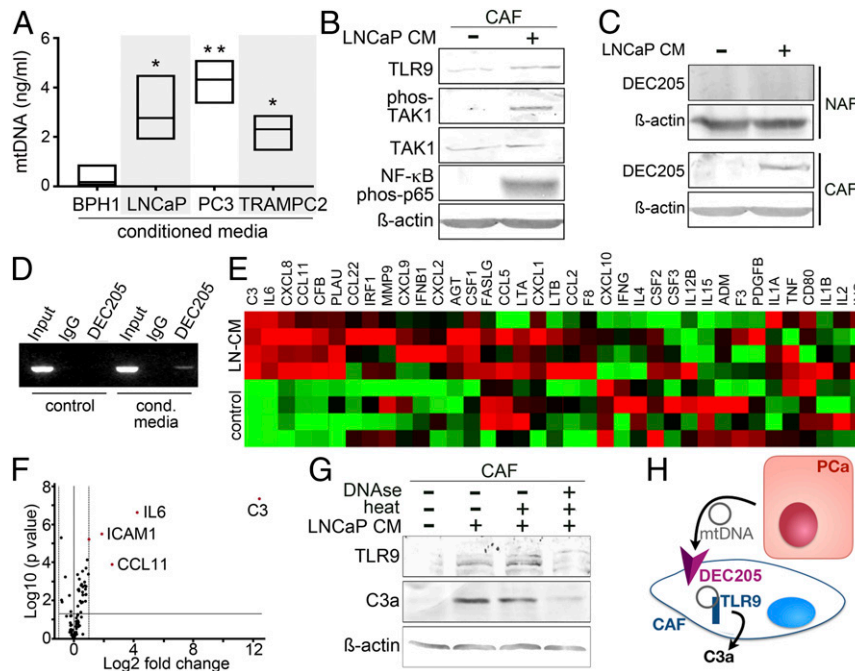 A
mtDNA (ng/ml)
6
4
2
0
*
* *
*
BPH1 LNCaP PC3 TRAMPC2
conditioned media
B
CAF
LNCaP CM - +
TLR9
phos-
TAK1
TAK1
NF-κB
phos-p65
ß-actin
C
LNCaP CM - +
DEC205
ß-actin
NAF
DEC205
ß-actin
CAF
D
Input IgG DEC205 Input IgG DEC205
control cond.
media
E
C3 IL6 CXCL8 CCL11 CFB PLAU CCL22 IRF1 MMP9 CXCL9 IFNB1 CXCL2 AGT CSF1 FASLG CCL5 LTA CXCL1 LTB CCL2 F8 CXCL10 IFNG IL4 CSF2 CSF3 IL12B IL15 ADM F3 PDGFB IL1A TNF CD80 IL1B IL2
LN-CM
control
F
Log10 (p value)
8
6
4
2
0
IL6
C3
ICAM1
CCL11
0 4 8 12
Log2 fold change
G
CAF
DNAse - - - +
heat - - + +
LNCaP CM - + + +
TLR9
C3a
ß-actin
H
PCa
mtDNA
DEC205
TLR9
CAF
C3a